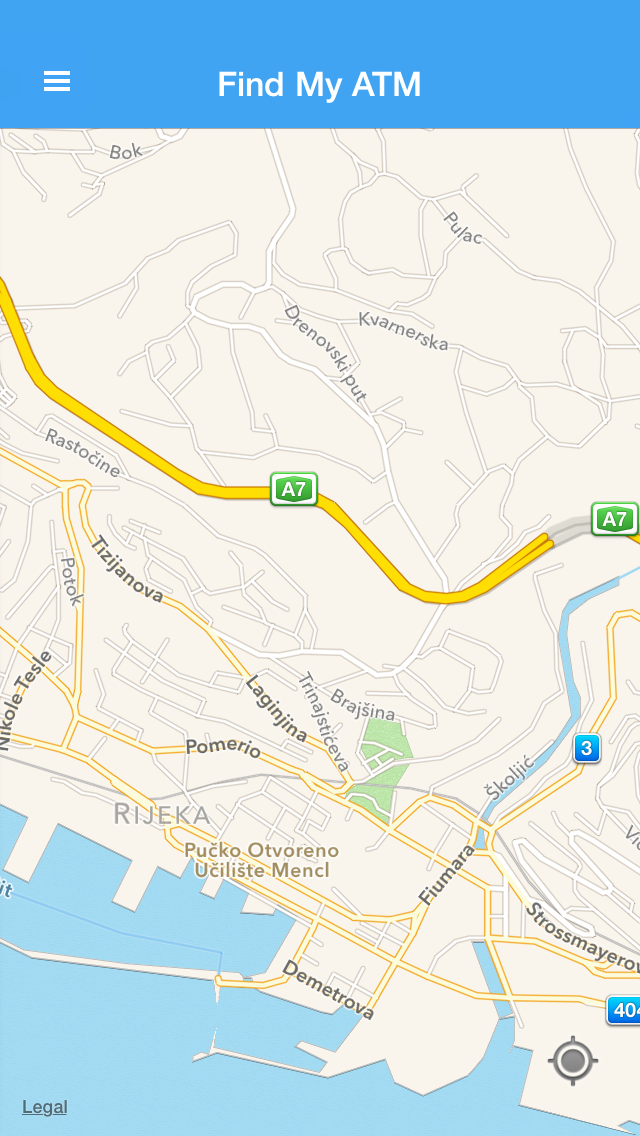 Find My ATM
Bok
Pulac
Drenovski put
Kvarnerska
Rastočine
A7
A7
Tizijanova
Potok
Nikole Tesle
Laginjina
Trinajstićeva
Brajšina
Pomerio
3
Školjić
RIJEKA
Pučko Otvoreno
Učilište Mencl
Fiumara
Strossmayerov
Demetrova
404
Legal